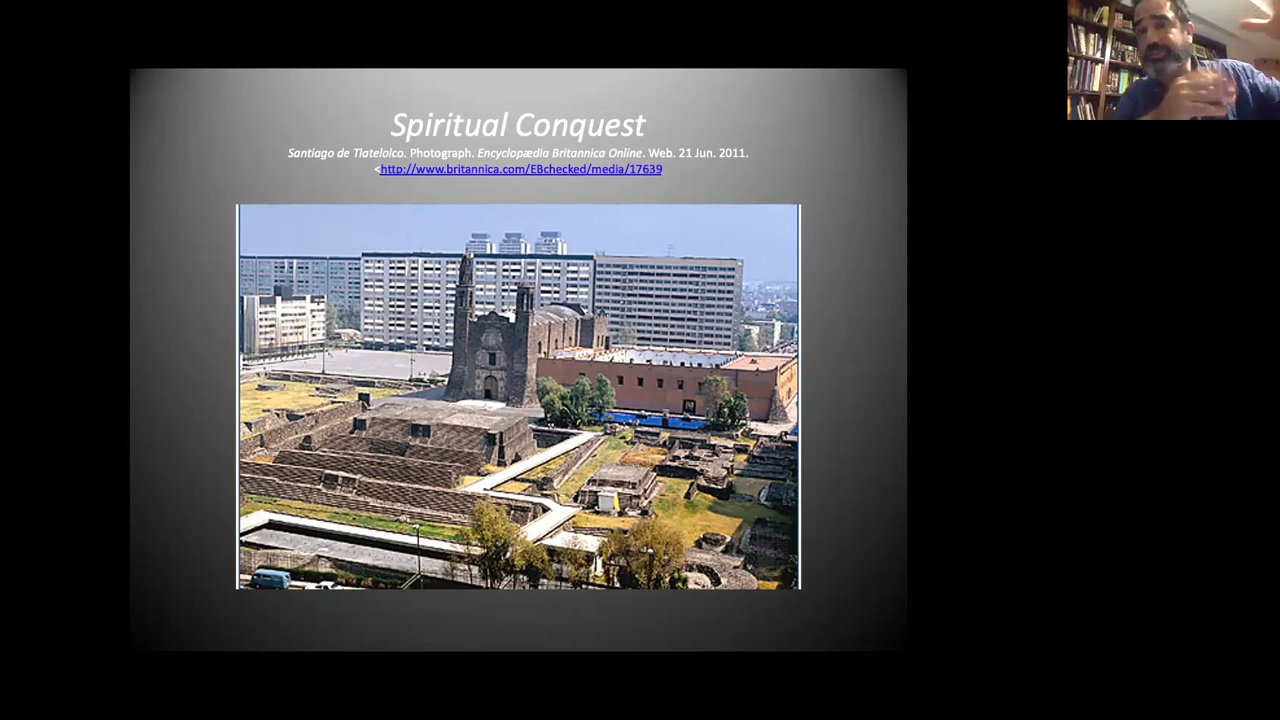 Spiritual Conquest
Santiago de Tlatelolco. Photograph. Encyclopædia Britannica Online. Web. 21 Jun. 2011.
<http://www.britannica.com/EBchecked/media/17639